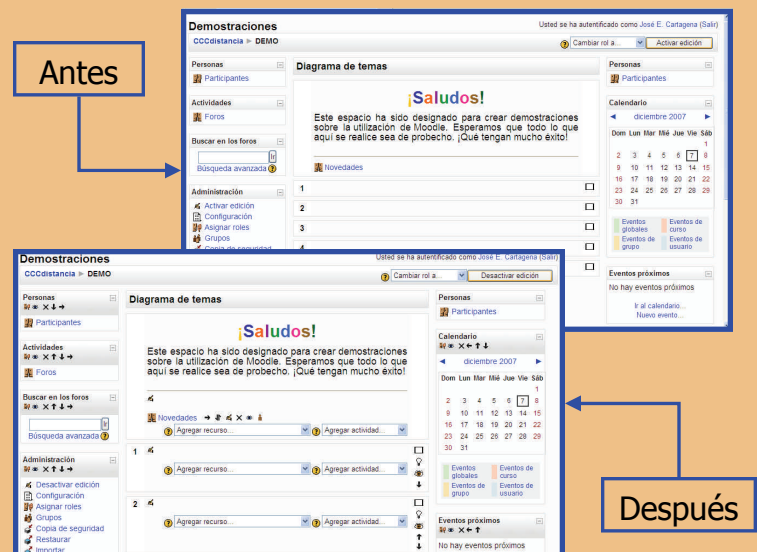 Antes
Demostraciones
Usted se ha autentificado como José E. Cartagena (Salir)
CCCdistancia ► DEMO
Cambiar rol a...
Activar edición
Personas
Participantes
Actividades
Foros
Buscar en los foros
Ir
Búsqueda avanzada
Administración
Activar edición
Configuración
Asignar roles
Grupos
Copia de seguridad
Diagrama de temas
¡Saludos!
Este espacio ha sido designado para crear demostraciones
sobre la utilización de Moodle. Esperamos que todo lo que
aquí se realice sea de probecho. ¡Qué tengan mucho éxito!
Novedades
1
2
3
4
Personas
Participantes
Calendario
◄ diciembre 2007 ►
Dom Lun Mar Mié Jue Vie Sáb
1
2 3 4 5 6 7 8
9 10 11 12 13 14 15
16 17 18 19 20 21 22
23 24 25 26 27 28 29
30 31
Eventos globales
Eventos de curso
Eventos de grupo
Eventos de usuario
Eventos próximos
No hay eventos próximos
Ir al calendario...
Nuevo evento...
Demostraciones
Usted se ha autentificado como José E. Cartagena (Salir)
CCCdistancia ► DEMO
Cambiar rol a...
Desactivar edición
Personas
Participantes
Actividades
Foros
Buscar en los foros
Ir
Búsqueda avanzada
Administración
Desactivar edición
Configuración
Asignar roles
Grupos
Copia de seguridad
Restaurar
Importar
Diagrama de temas
¡Saludos!
Este espacio ha sido designado para crear demostraciones
sobre la utilización de Moodle. Esperamos que todo lo que
aquí se realice sea de probecho. ¡Qué tengan mucho éxito!
Novedades
Agregar recurso... Agregar actividad...
1
Agregar recurso... Agregar actividad...
2
Agregar recurso... Agregar actividad...
Personas
Participantes
Calendario
◄ diciembre 2007 ►
Dom Lun Mar Mié Jue Vie Sáb
1
2 3 4 5 6 7 8
9 10 11 12 13 14 15
16 17 18 19 20 21 22
23 24 25 26 27 28 29
30 31
Eventos globales
Eventos de curso
Eventos de grupo
Eventos de usuario
Eventos próximos
No hay eventos próximos
Después